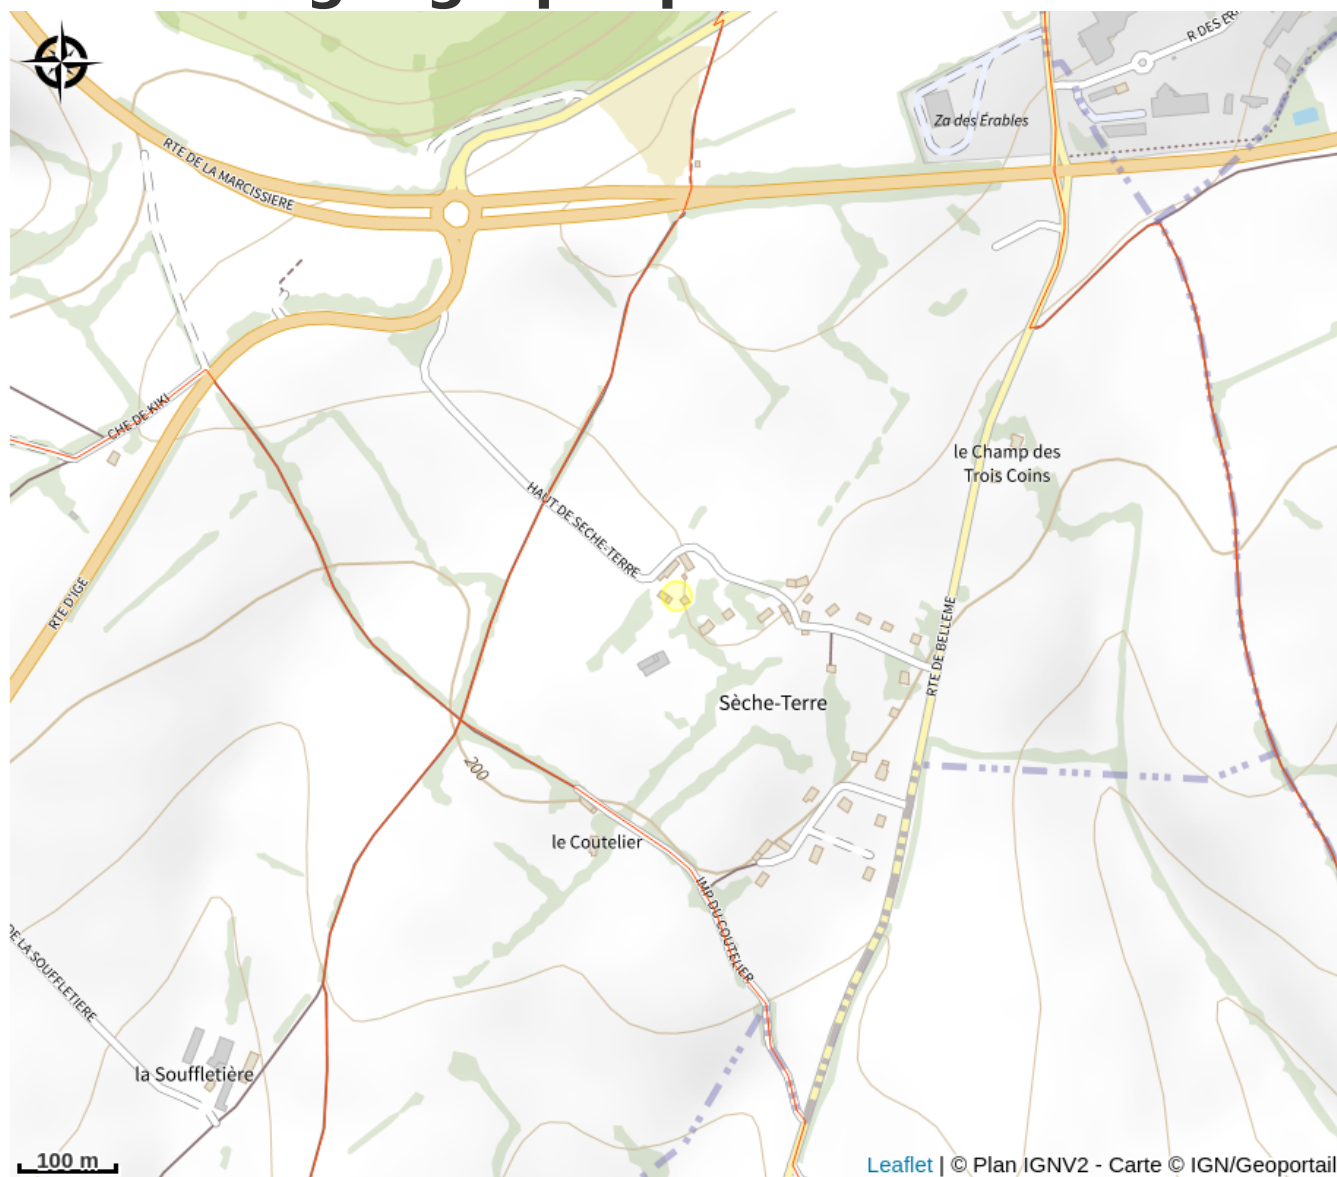 R DES ÉR
Za des Érables
RTE DE LA MARCISSIERE
CHE DE KIKI
le Champ des
Trois Coins
HAUT DE SECHE-TERRE
RTE D'IGE
RTE DE BELLEME
Sèche-Terre
200
le Coutelier
IMP DU COUTELIER
DE LA SOUFFLETIERE
la Souffletière
100 m
Leaflet | © Plan IGNV2 - Carte © IGN/Geoportail